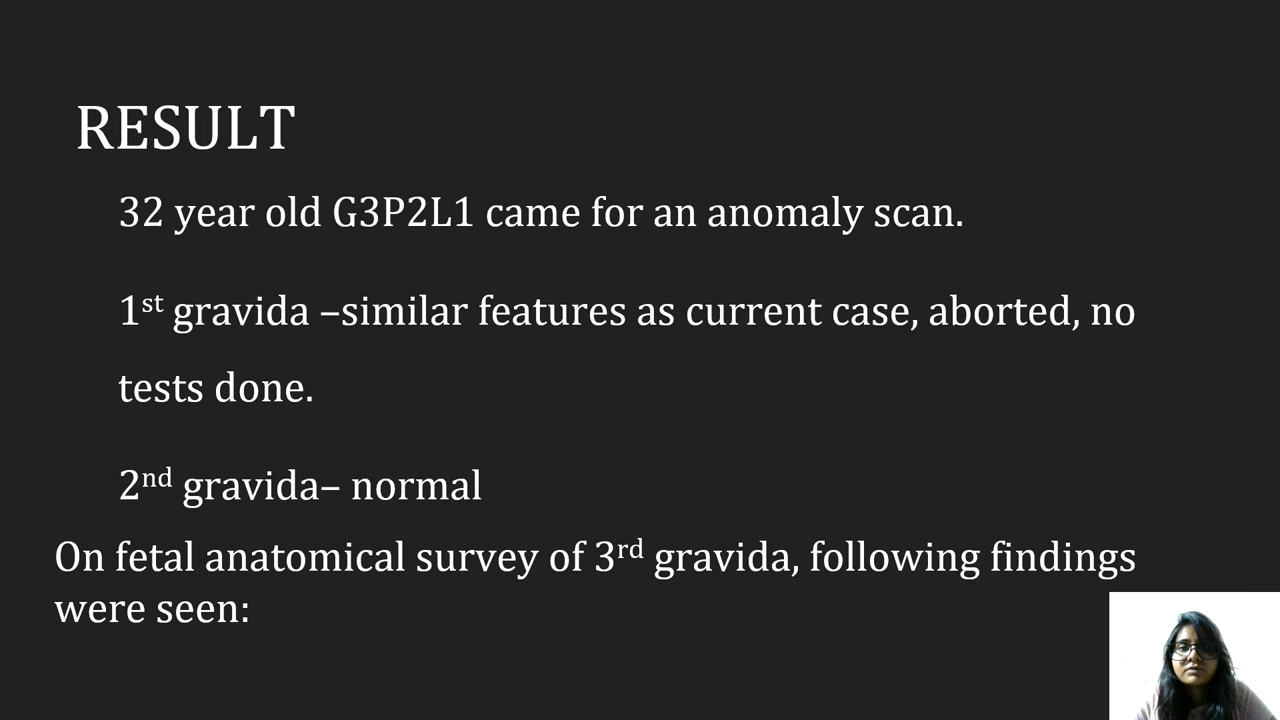 RESULT
32 year old G3P2L1 came for an anomaly scan.
1st gravida –similar features as current case, aborted, no
tests done.
2nd gravida– normal
On fetal anatomical survey of 3rd gravida, following findings
were seen: